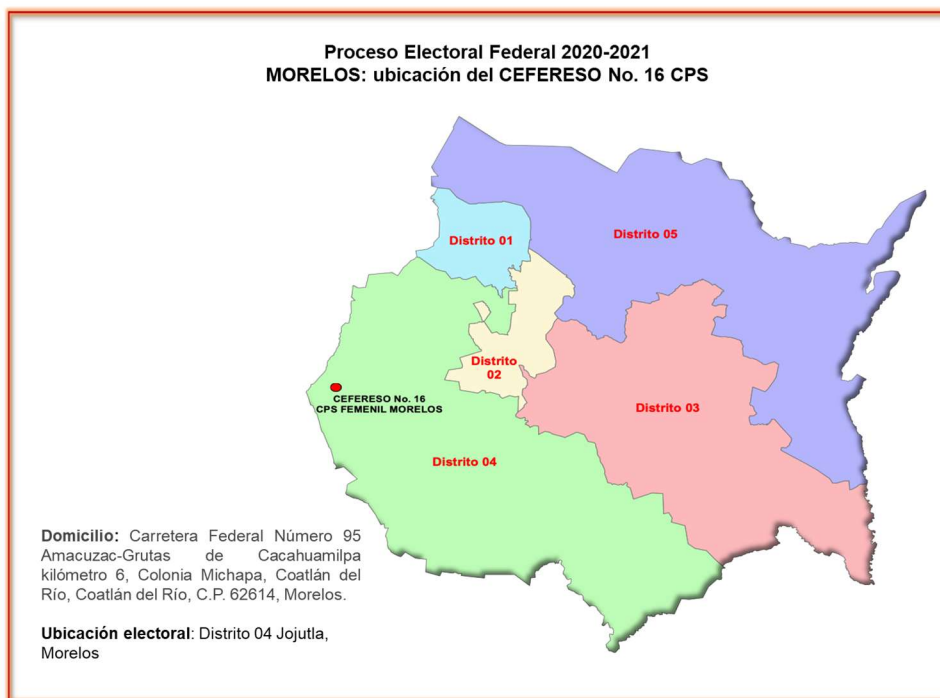 Proceso Electoral Federal 2020-2021
MORELOS: ubicación del CEFERESO No. 16 CPS
Distrito 01
Distrito 05
Distrito
02
CEFERESO No. 16
CPS FEMENIL MORELOS
Distrito 03
Distrito 04
Domicilio: Carretera Federal Número 95
Amacuzac-Grutas de Cacahuamilpa
kilómetro 6, Colonia Michapa, Coatlán del
Río, Coatlán del Río, C.P. 62614, Morelos.
Ubicación electoral: Distrito 04 Jojutla,
Morelos